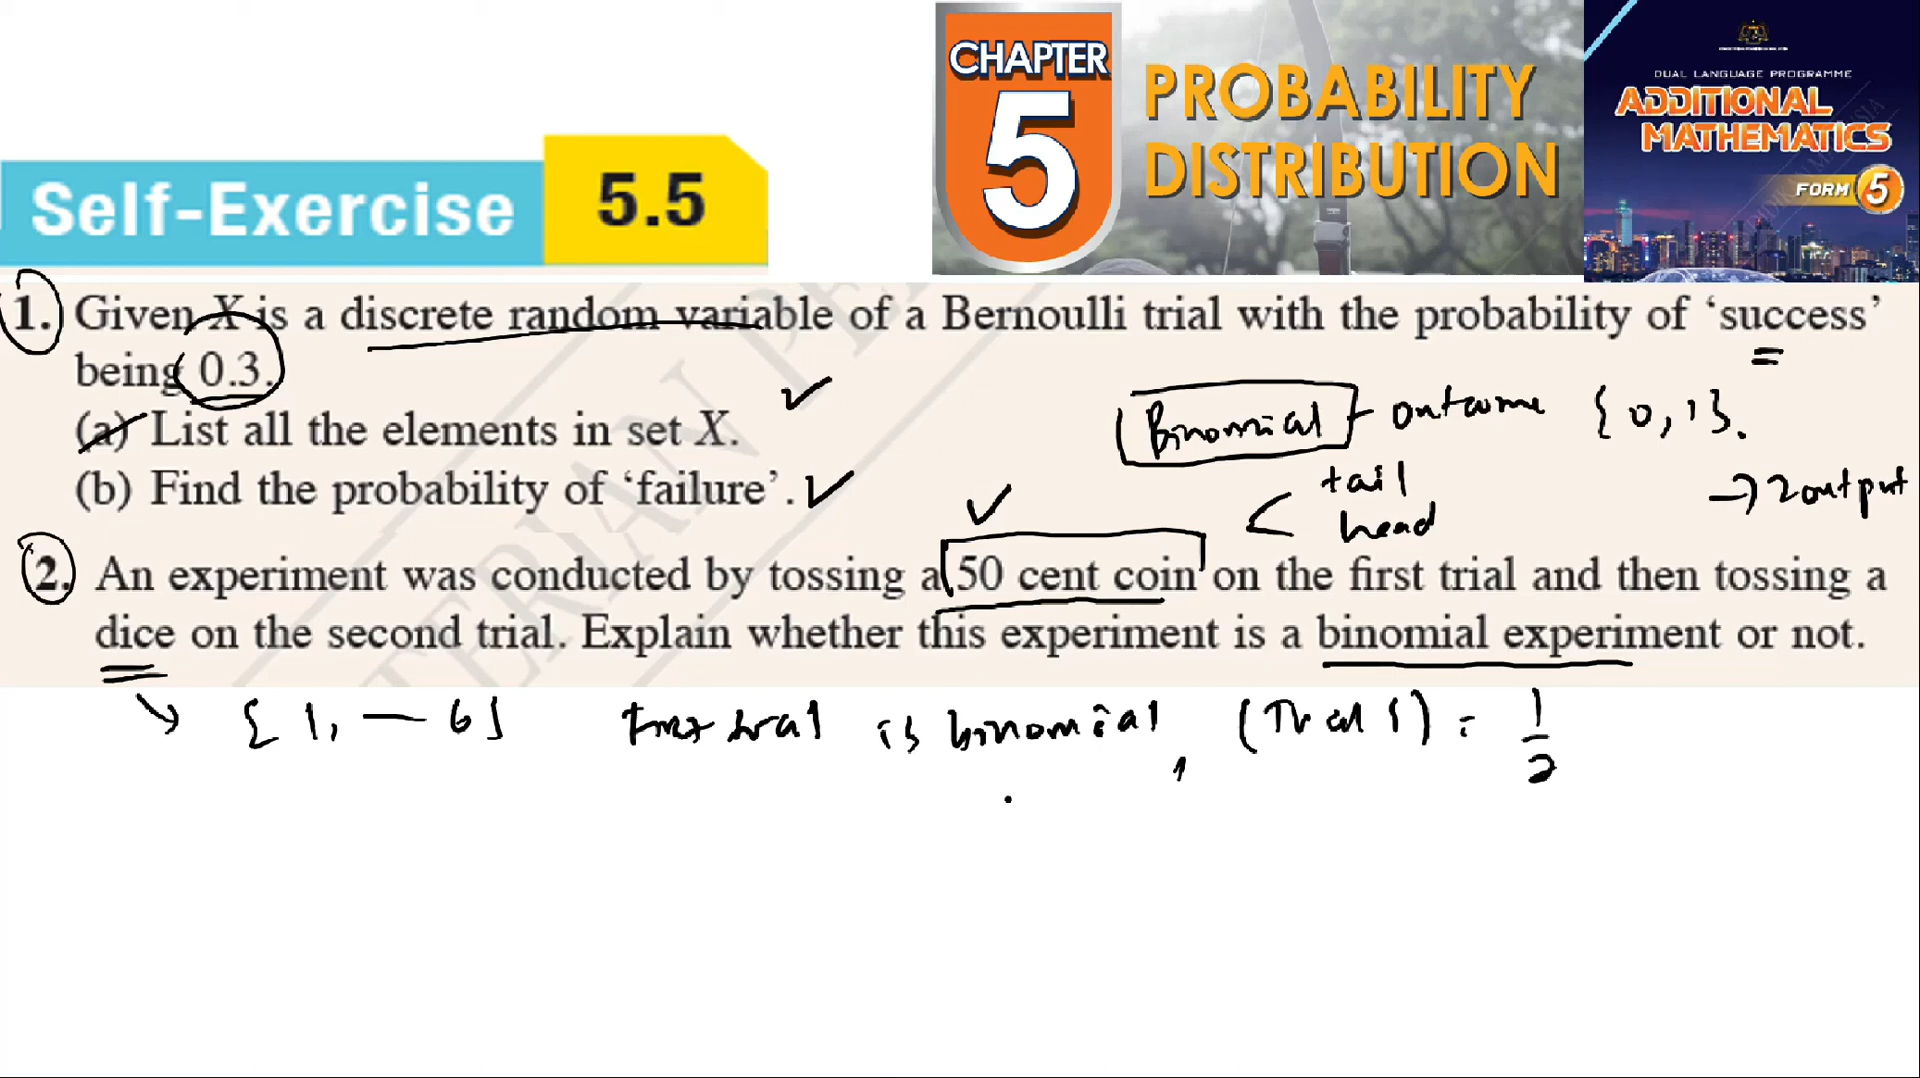 CHAPTER
5
PROBABILITY
DISTRIBUTION
DUAL LANGUAGE PROGRAMME
ADDITIONAL
MATHEMATICS
FORM 5
Self-Exercise 5.5
1. Given X is a discrete random variable of a Bernoulli trial with the probability of ‘success’
being 0.3.
(a) List all the elements in set X.
(b) Find the probability of ‘failure’.
Binomial outcome {0, 1}.
tail
head
→ 2 output
2. An experiment was conducted by tossing a 50 cent coin on the first trial and then tossing a
dice on the second trial. Explain whether this experiment is a binomial experiment or not.
{1, — 6} is binomial, (Trial 1) = 1/2